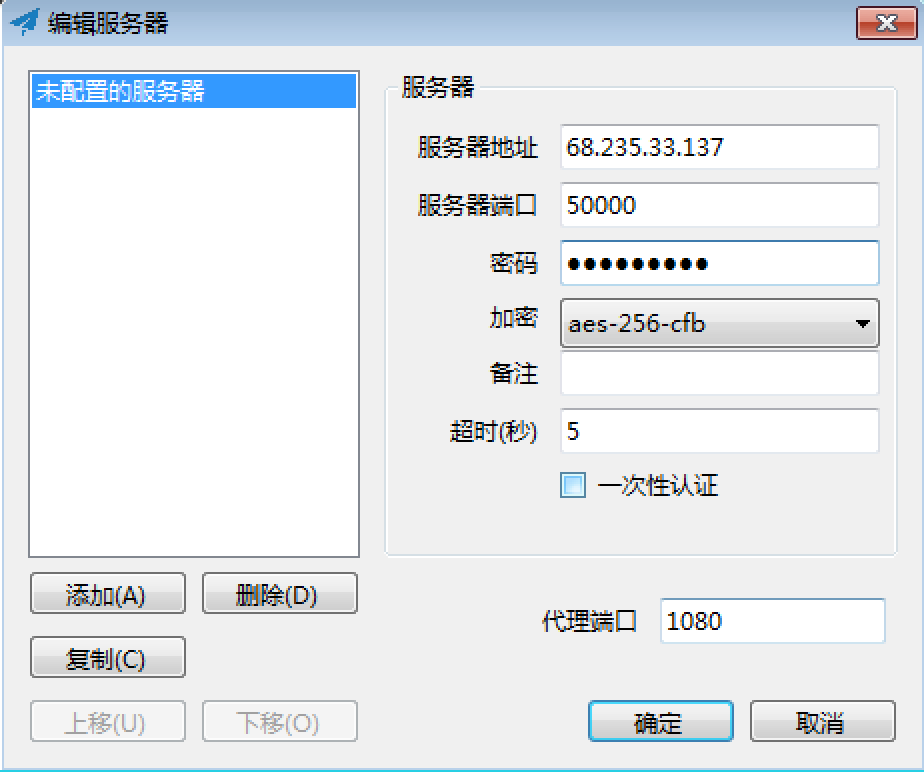 编辑服务器
未配置的服务器
服务器
服务器地址 68.235.33.137
服务器端口 50000
密码 ●●●●●●●●●
加密 aes-256-cfb
备注
超时(秒) 5
一次性认证
添加(A) 删除(D)
代理端口 1080
复制(C)
上移(U) 下移(O)
确定 取消